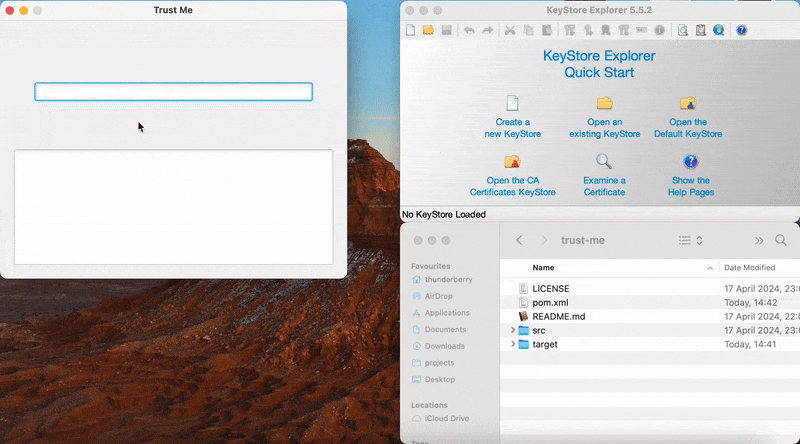 Trust Me
KeyStore Explorer 5.5.2
KeyStore Explorer
Quick Start
Create a
new KeyStore
Open an
existing KeyStore
Open the
Default KeyStore
Open the CA
Certificates KeyStore
Examine a
Certificate
Show the
Help Pages
No KeyStore Loaded
trust-me
Favourites
thunderberry
AirDrop
Applications
Documents
Downloads
projects
Desktop
Locations
iCloud Drive
Name
Date Modified
LICENSE
17 April 2024, 23:0
pom.xml
Today, 14:42
README.md
17 April 2024, 22:0
src
17 April 2024, 23:0
target
Today, 14:41